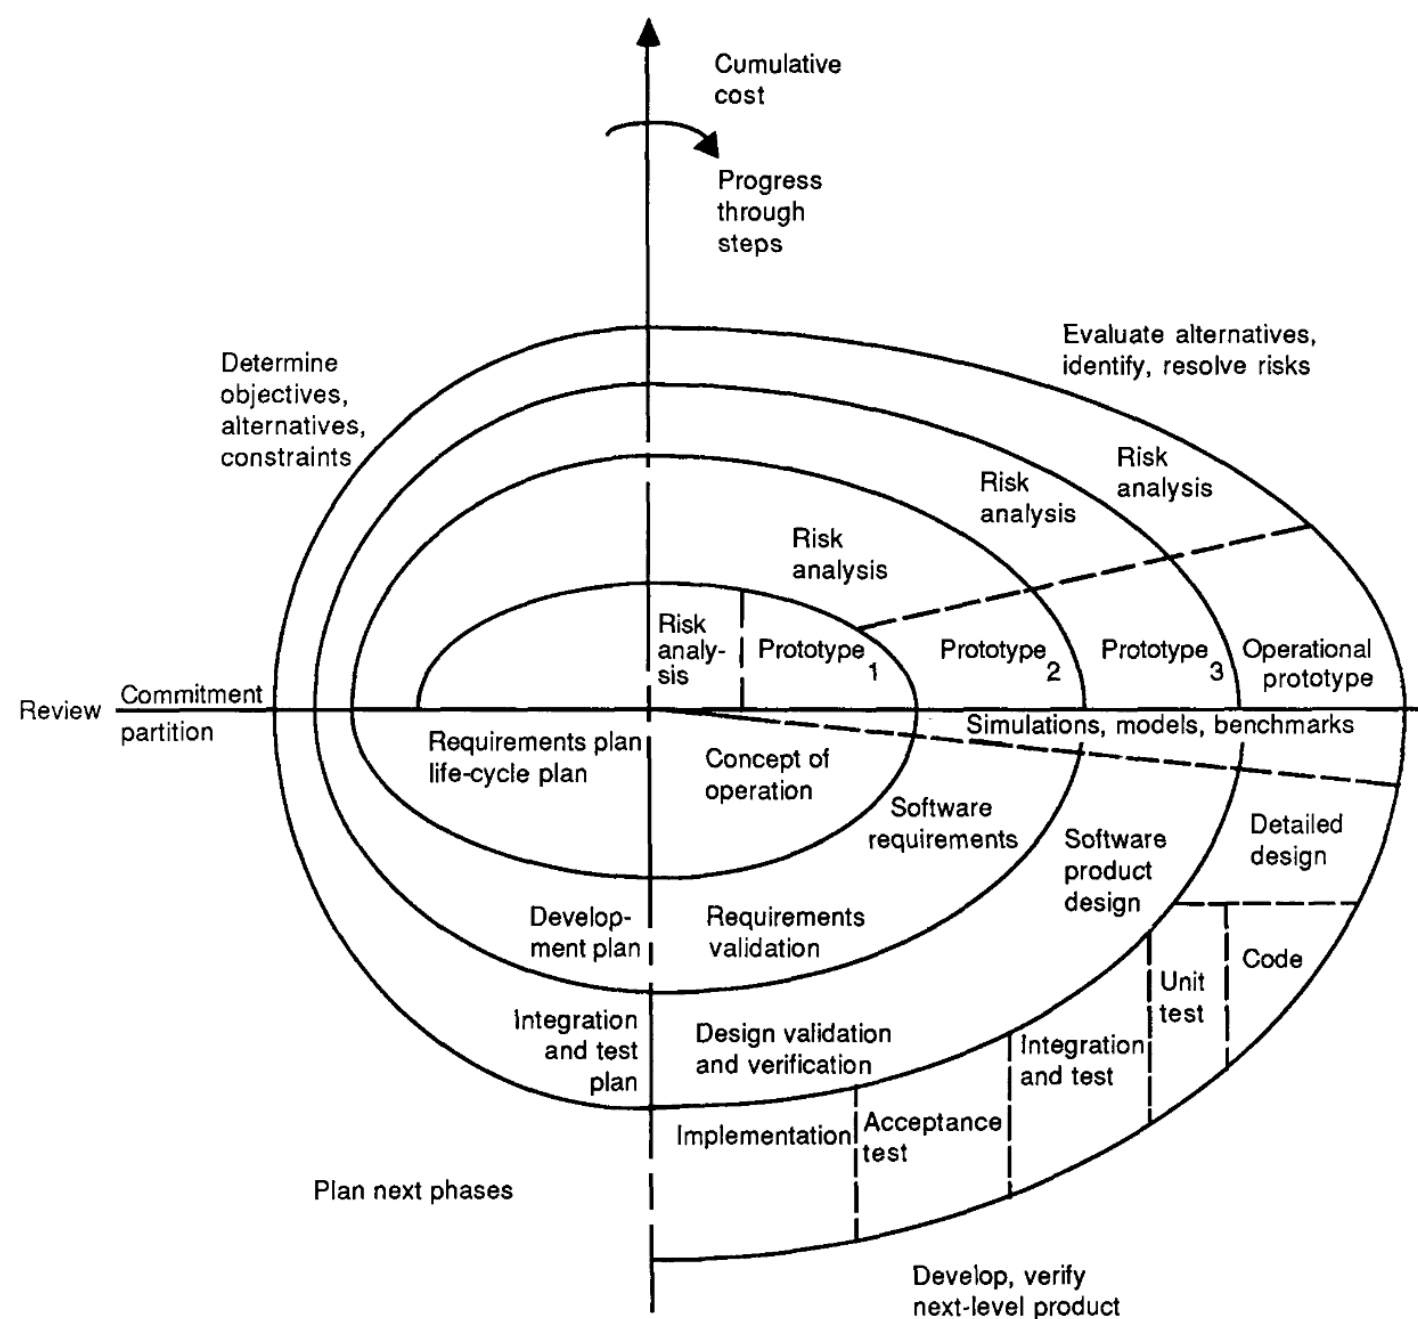 Cumulative
cost
Progress
through
steps
Determine
objectives,
alternatives,
constraints
Evaluate alternatives,
identify, resolve risks
Risk
analysis
Risk
analysis
Risk
analysis
Risk
analy-
sis
Prototype 1
Prototype 2
Prototype 3
Operational
prototype
Review
Commitment
partition
Simulations, models, benchmarks
Requirements plan
life-cycle plan
Concept of
operation
Software
requirements
Software
product
design
Detailed
design
Develop-
ment plan
Requirements
validation
Code
Unit
test
Integration
and test
plan
Design validation
and verification
Integration
and test
Acceptance
test
Implementation
Plan next phases
Develop, verify
next-level product